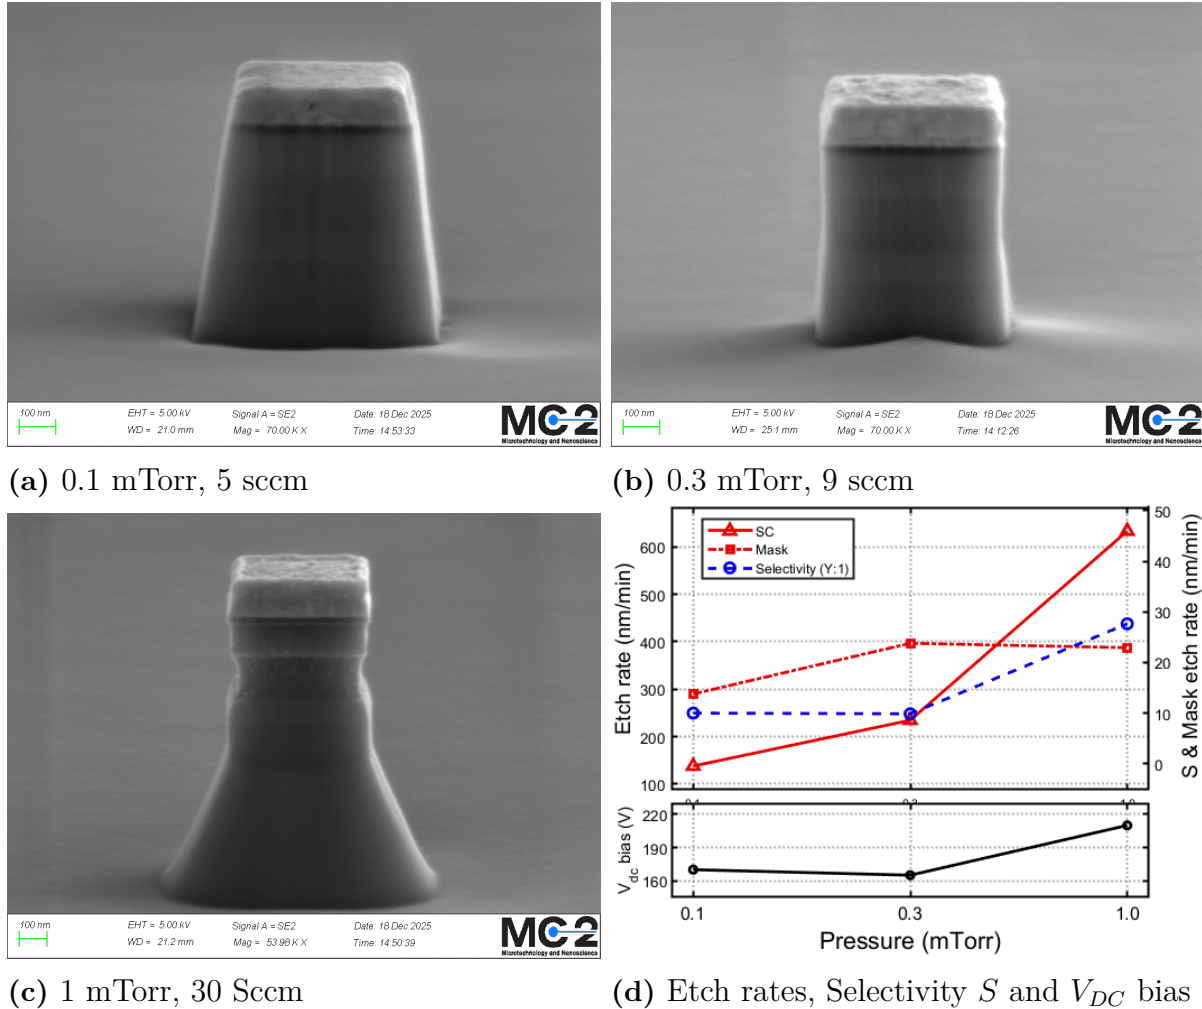 100 nm
EHT = 5.00 kV Signal A = SE2 Date: 18 Dec 2025
WD = 21.0 mm Mag = 70.00 K X Time: 14:53:33
MC2
Microtechnology and Nanoscience
(a) 0.1 mTorr, 5 sccm
100 nm
EHT = 5.00 kV Signal A = SE2 Date: 18 Dec 2025
WD = 25.1 mm Mag = 70.00 K X Time: 14:12:26
MC2
Microtechnology and Nanoscience
(b) 0.3 mTorr, 9 sccm
100 nm
EHT = 5.00 kV Signal A = SE2 Date: 18 Dec 2025
WD = 21.2 mm Mag = 53.98 K X Time: 14:50:39
MC2
Microtechnology and Nanoscience
(c) 1 mTorr, 30 Sccm
SC
Mask
Selectivity (Y:1)
Etch rate (nm/min)
600
500
400
300
200
100
S & Mask etch rate (nm/min)
50
40
30
20
10
0
V_dc bias (V)
220
190
160
0.1 0.3 1.0
Pressure (mTorr)
(d) Etch rates, Selectivity S and V_DC bias